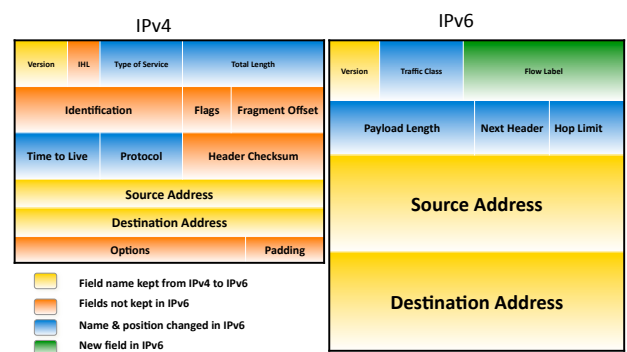 IPv4
IPv6
Version IHL Type of Service Total Length
Identification Flags Fragment Offset
Time to Live Protocol Header Checksum
Source Address
Destination Address
Options Padding
Version Traffic Class Flow Label
Payload Length Next Header Hop Limit
Source Address
Destination Address
Field name kept from IPv4 to IPv6
Fields not kept in IPv6
Name & position changed in IPv6
New field in IPv6